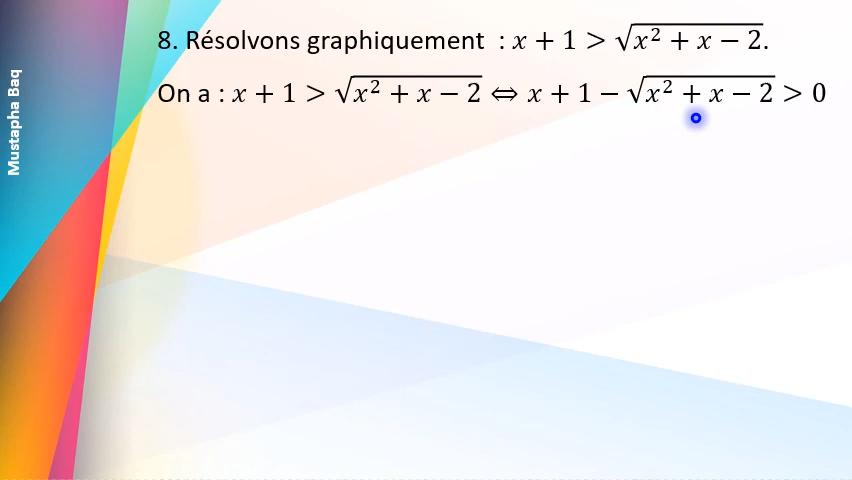 Mustapha Baq
8. Résolvons graphiquement : x + 1 > √(x² + x − 2).
On a : x + 1 > √(x² + x − 2) ⇔ x + 1 − √(x² + x − 2) > 0